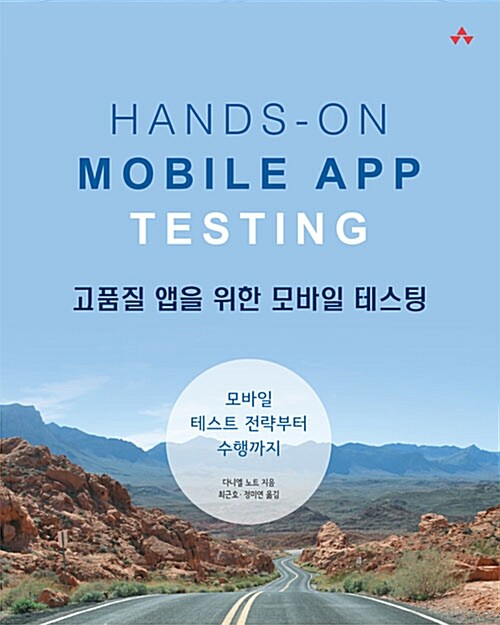 HANDS-ON
MOBILE APP
TESTING
고품질 앱을 위한 모바일 테스팅
모바일
테스트 전략부터
수행까지
다니엘 노트 지음
최근호·정미연 옮김